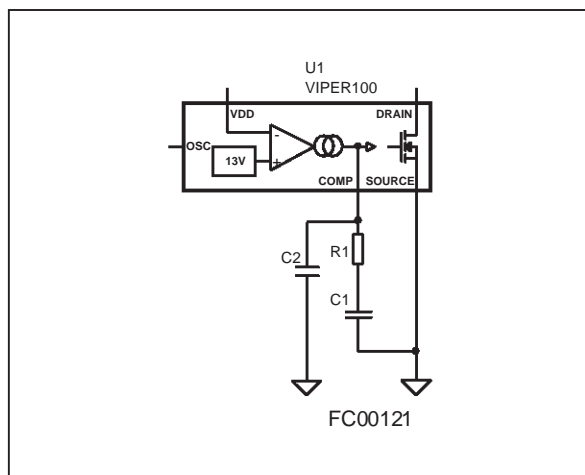 U1
VIPER100
VDD
DRAIN
OSC
-
13V
+
COMP
SOURCE
C2
R1
C1
FC00121